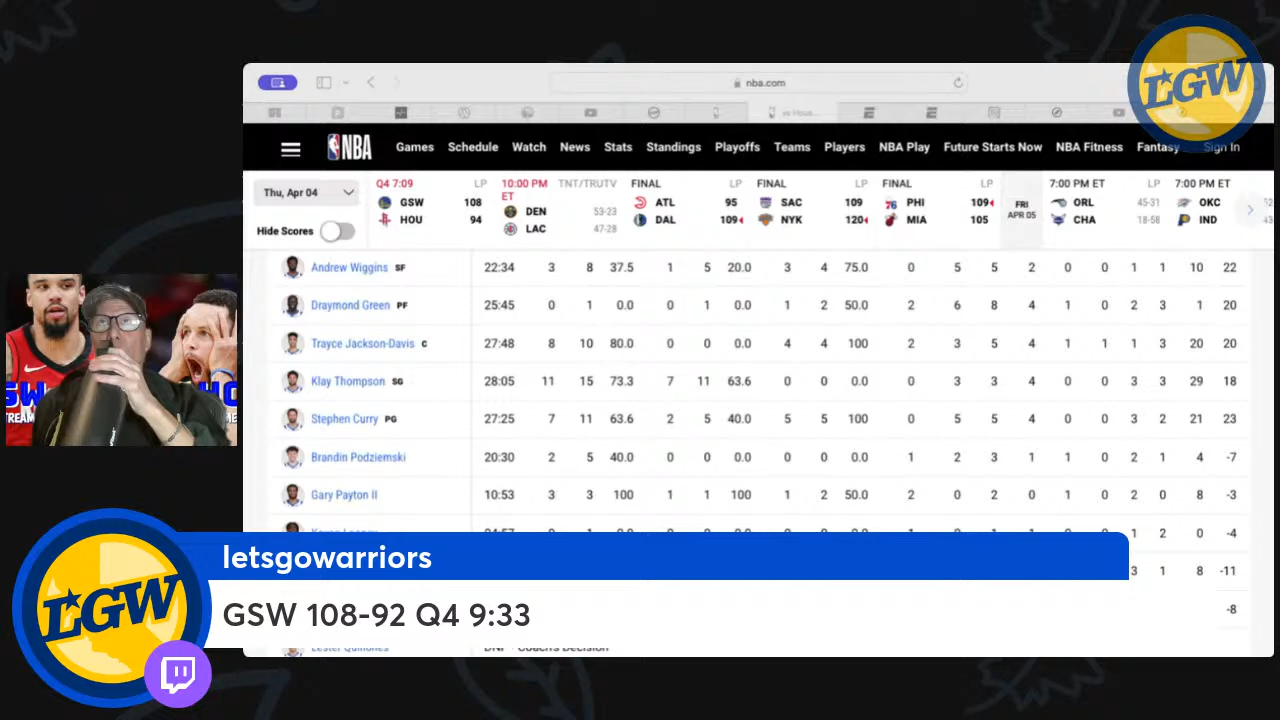 LGW
nba.com
vs Hous...
NBA Games Schedule Watch News Stats Standings Playoffs Teams Players NBA Play Future Starts Now NBA Fitness Fantasy Sign In
Thu, Apr 04
Hide Scores
Q4 7:09 LP
GSW 108
HOU 94
10:00 PM ET TNT/TRUTV
DEN 53-23
LAC 47-28
FINAL LP
ATL 95
DAL 109
FINAL LP
SAC 109
NYK 120
FINAL LP
PHI 109
MIA 105
FRI
APR 05
7:00 PM ET LP
ORL 45-31
CHA 18-58
7:00 PM ET
OKC
IND
Andrew Wiggins SF 22:34 3 8 37.5 1 5 20.0 3 4 75.0 0 5 5 2 0 0 1 1 10 22
Draymond Green PF 25:45 0 1 0.0 0 1 0.0 1 2 50.0 2 6 8 4 1 0 2 3 1 20
Trayce Jackson-Davis C 27:48 8 10 80.0 0 0 0.0 4 4 100 2 3 5 4 1 1 1 3 20 20
Klay Thompson SG 28:05 11 15 73.3 7 11 63.6 0 0 0.0 0 3 3 4 0 0 3 3 29 18
Stephen Curry PG 27:25 7 11 63.6 2 5 40.0 5 5 100 0 5 5 4 0 0 3 2 21 23
Brandin Podziemski 20:30 2 5 40.0 0 0 0.0 0 0 0.0 1 2 3 1 1 0 2 1 4 -7
Gary Payton II 10:53 3 3 100 1 1 100 1 2 50.0 2 0 2 0 1 0 2 0 8 -3
1 2 0 -4
3 1 8 -11
-8
letsgowarriors
LGW
GSW 108-92 Q4 9:33